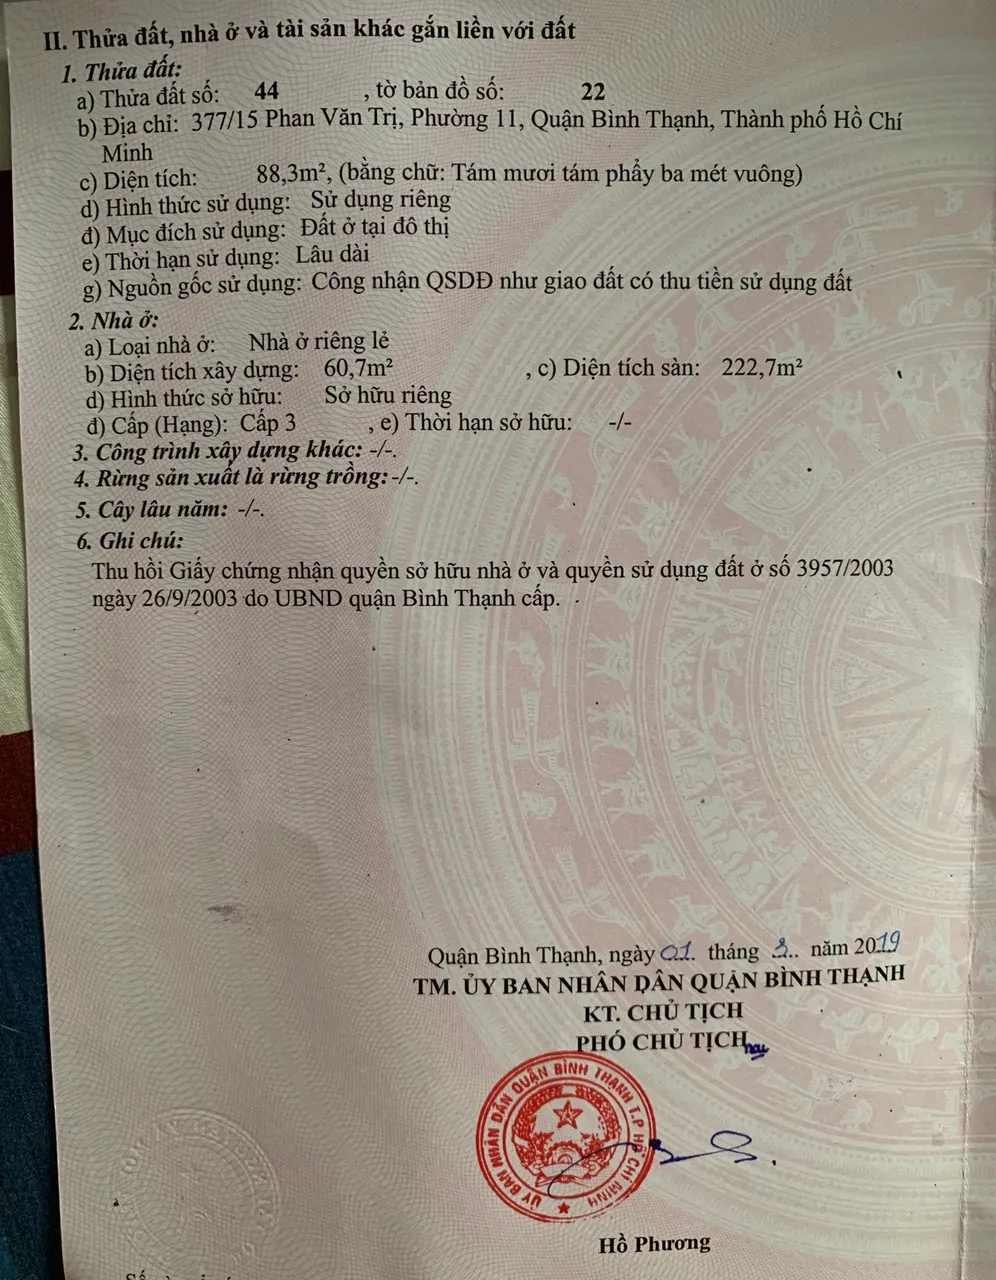 II. Thửa đất, nhà ở và tài sản khác gắn liền với đất
1. Thửa đất:
a) Thửa đất số: 44 , tờ bản đồ số: 22
b) Địa chỉ: 377/15 Phan Văn Trị, Phường 11, Quận Bình Thạnh, Thành phố Hồ Chí
Minh
c) Diện tích: 88,3m², (bằng chữ: Tám mươi tám phẩy ba mét vuông)
d) Hình thức sử dụng: Sử dụng riêng
đ) Mục đích sử dụng: Đất ở tại đô thị
e) Thời hạn sử dụng: Lâu dài
g) Nguồn gốc sử dụng: Công nhận QSDĐ như giao đất có thu tiền sử dụng đất
2. Nhà ở:
a) Loại nhà ở: Nhà ở riêng lẻ
b) Diện tích xây dựng: 60,7m² , c) Diện tích sàn: 222,7m²
d) Hình thức sở hữu: Sở hữu riêng
đ) Cấp (Hạng): Cấp 3 , e) Thời hạn sở hữu: -/-
3. Công trình xây dựng khác: -/-.
4. Rừng sản xuất là rừng trồng: -/-.
5. Cây lâu năm: -/-.
6. Ghi chú:
Thu hồi Giấy chứng nhận quyền sở hữu nhà ở và quyền sử dụng đất ở số 3957/2003
ngày 26/9/2003 do UBND quận Bình Thạnh cấp.
Quận Bình Thạnh, ngày 01. tháng 3.. năm 2019
TM. ỦY BAN NHÂN DÂN QUẬN BÌNH THẠNH
KT. CHỦ TỊCH
PHÓ CHỦ TỊCH
ỦY BAN NHÂN DÂN QUẬN BÌNH THẠNH T.P HỒ CHÍ MINH
Hồ Phương